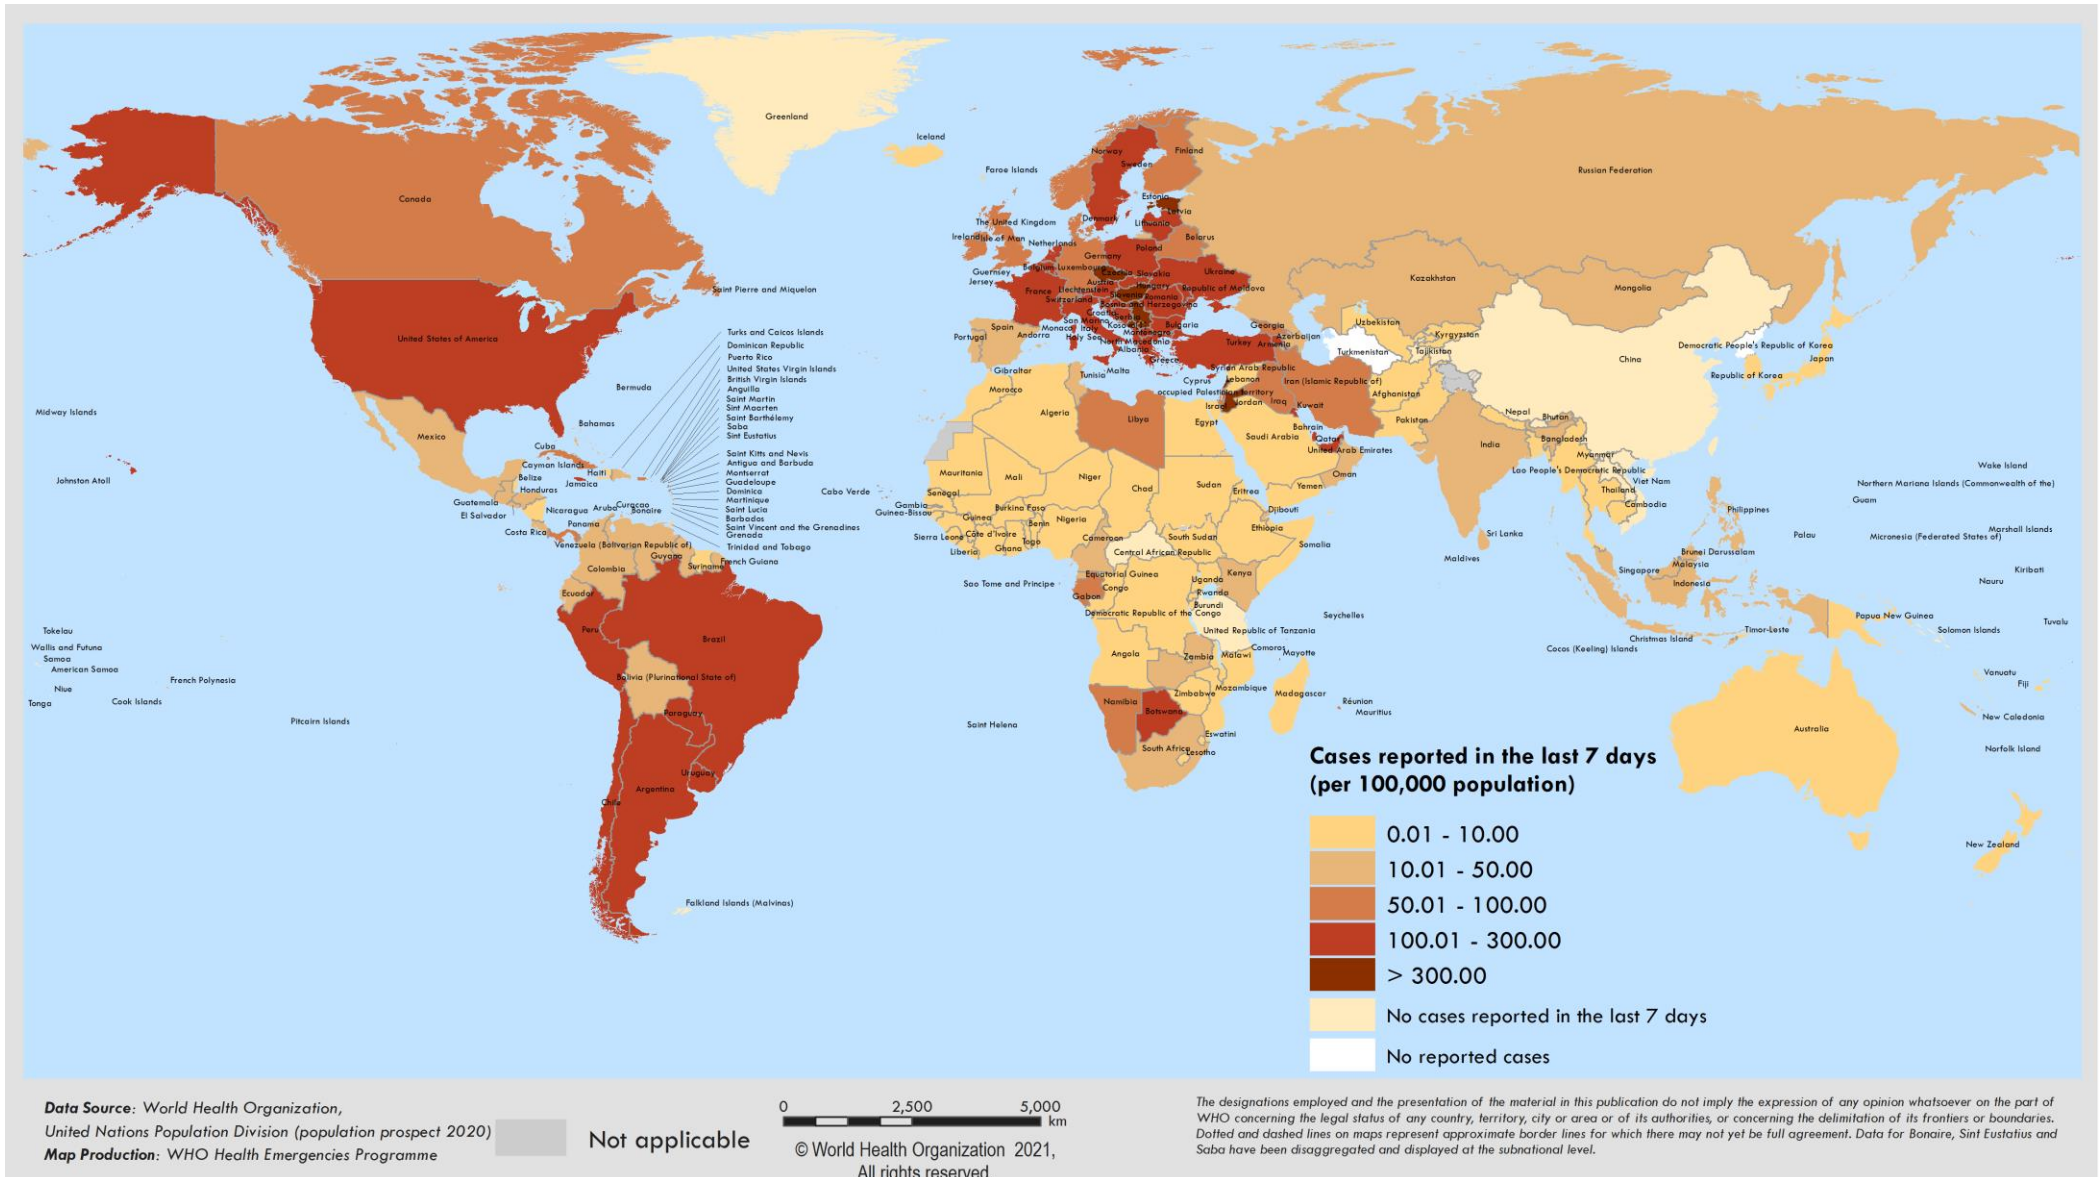 Greenland
Iceland
Faroe Islands
Norway
Sweden
Finland
Russian Federation
Canada
Estonia
Latvia
Denmark
Lithuania
The United Kingdom
Ireland
Isle of Man
Netherlands
Belarus
Poland
Germany
Guernsey
Belgium
Luxembourg
Czechia
Slovakia
Ukraine
Jersey
Austria
Hungary
France
Liechtenstein
Slovenia
Romania
Republic of Moldova
Switzerland
Bosnia and Herzegovina
Croatia
Serbia
San Marino
Kosovo
Bulgaria
Monaco
Italy
Montenegro
Holy See
North Macedonia
Albania
Greece
Spain
Andorra
Portugal
Gibraltar
Malta
Tunisia
Turkey
Georgia
Armenia
Azerbaijan
Kazakhstan
Mongolia
Uzbekistan
Kyrgyzstan
Turkmenistan
Tajikistan
China
Democratic People's Republic of Korea
Japan
Republic of Korea
Saint Pierre and Miquelon
United States of America
Turks and Caicos Islands
Dominican Republic
Puerto Rico
United States Virgin Islands
British Virgin Islands
Anguilla
Saint Martin
Sint Maarten
Saint Barthélemy
Saba
Sint Eustatius
Saint Kitts and Nevis
Antigua and Barbuda
Montserrat
Guadeloupe
Dominica
Martinique
Saint Lucia
Barbados
Saint Vincent and the Grenadines
Grenada
Trinidad and Tobago
Bermuda
Bahamas
Midway Islands
Johnston Atoll
Mexico
Cuba
Cayman Islands
Haiti
Belize
Jamaica
Honduras
Guatemala
El Salvador
Nicaragua
Aruba
Curaçao
Bonaire
Costa Rica
Panama
Venezuela (Bolivarian Republic of)
Guyana
Suriname
French Guiana
Colombia
Ecuador
Peru
Brazil
Bolivia (Plurinational State of)
Paraguay
Uruguay
Argentina
Chile
Falkland Islands (Malvinas)
Tokelau
Wallis and Futuna
Samoa
American Samoa
Niue
Tonga
Cook Islands
French Polynesia
Pitcairn Islands
Cyprus
Syrian Arab Republic
Lebanon
occupied Palestinian territory
Israel
Jordan
Iraq
Iran (Islamic Republic of)
Kuwait
Afghanistan
Pakistan
Bahrain
Qatar
United Arab Emirates
Saudi Arabia
Oman
Yemen
Nepal
Bhutan
India
Bangladesh
Myanmar
Lao People's Democratic Republic
Viet Nam
Thailand
Cambodia
Philippines
Sri Lanka
Maldives
Brunei Darussalam
Malaysia
Singapore
Indonesia
Morocco
Algeria
Libya
Egypt
Mauritania
Mali
Niger
Chad
Sudan
Eritrea
Djibouti
Cabo Verde
Senegal
Gambia
Guinea-Bissau
Guinea
Burkina Faso
Benin
Nigeria
Sierra Leone
Côte d'Ivoire
Togo
Ghana
Liberia
Cameroon
Central African Republic
South Sudan
Ethiopia
Somalia
Sao Tome and Principe
Equatorial Guinea
Gabon
Congo
Uganda
Kenya
Rwanda
Burundi
Democratic Republic of the Congo
United Republic of Tanzania
Seychelles
Comoros
Mayotte
Angola
Zambia
Malawi
Mozambique
Zimbabwe
Madagascar
Namibia
Botswana
Réunion
Mauritius
Eswatini
South Africa
Lesotho
Saint Helena
Wake Island
Northern Mariana Islands (Commonwealth of the)
Guam
Marshall Islands
Micronesia (Federated States of)
Palau
Kiribati
Nauru
Papua New Guinea
Tuvalu
Solomon Islands
Timor-Leste
Christmas Island
Cocos (Keeling) Islands
Vanuatu
Fiji
New Caledonia
Norfolk Island
Australia
New Zealand
Cases reported in the last 7 days
(per 100,000 population)
0.01 - 10.00
10.01 - 50.00
50.01 - 100.00
100.01 - 300.00
> 300.00
No cases reported in the last 7 days
No reported cases
Data Source: World Health Organization,
United Nations Population Division (population prospect 2020)
Map Production: WHO Health Emergencies Programme
Not applicable
0 2,500 5,000
km
© World Health Organization 2021,
All rights reserved
The designations employed and the presentation of the material in this publication do not imply the expression of any opinion whatsoever on the part of
WHO concerning the legal status of any country, territory, city or area or of its authorities, or concerning the delimitation of its frontiers or boundaries.
Dotted and dashed lines on maps represent approximate border lines for which there may not yet be full agreement. Data for Bonaire, Sint Eustatius and
Saba have been disaggregated and displayed at the subnational level.